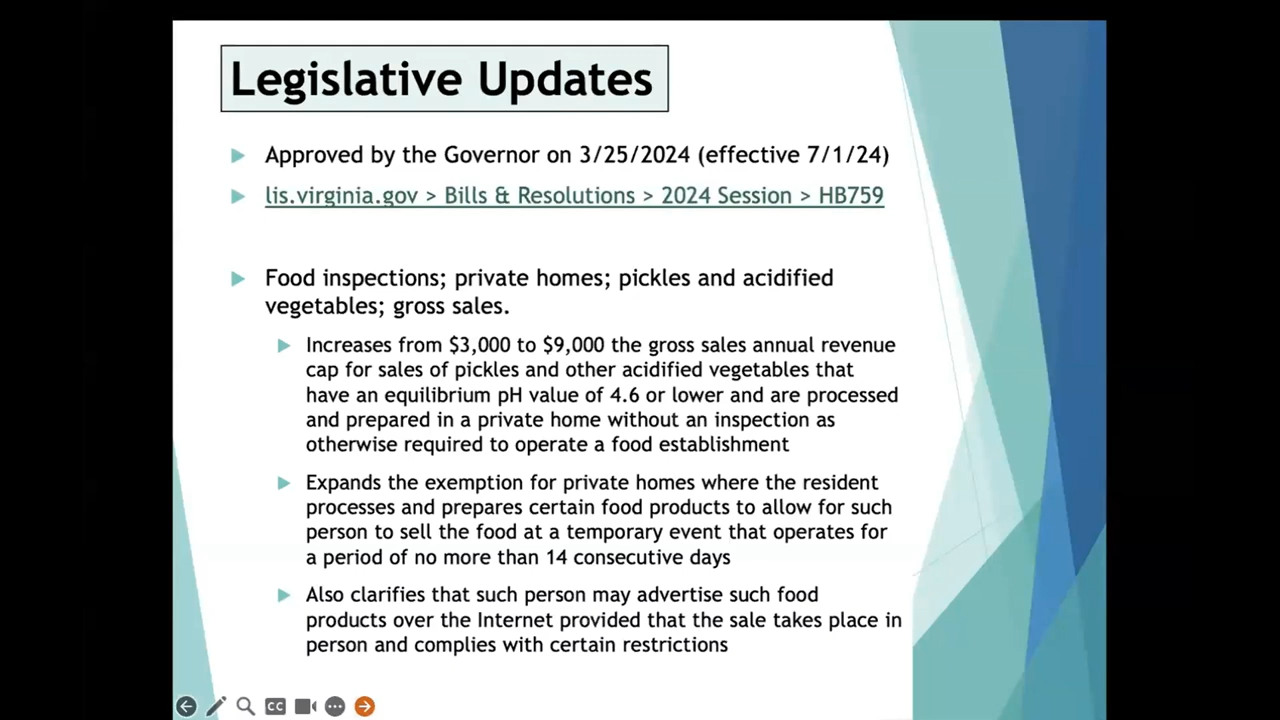 Legislative Updates
Approved by the Governor on 3/25/2024 (effective 7/1/24)
lis.virginia.gov > Bills & Resolutions > 2024 Session > HB759
Food inspections; private homes; pickles and acidified
vegetables; gross sales.
Increases from $3,000 to $9,000 the gross sales annual revenue
cap for sales of pickles and other acidified vegetables that
have an equilibrium pH value of 4.6 or lower and are processed
and prepared in a private home without an inspection as
otherwise required to operate a food establishment
Expands the exemption for private homes where the resident
processes and prepares certain food products to allow for such
person to sell the food at a temporary event that operates for
a period of no more than 14 consecutive days
Also clarifies that such person may advertise such food
products over the Internet provided that the sale takes place in
person and complies with certain restrictions
CC